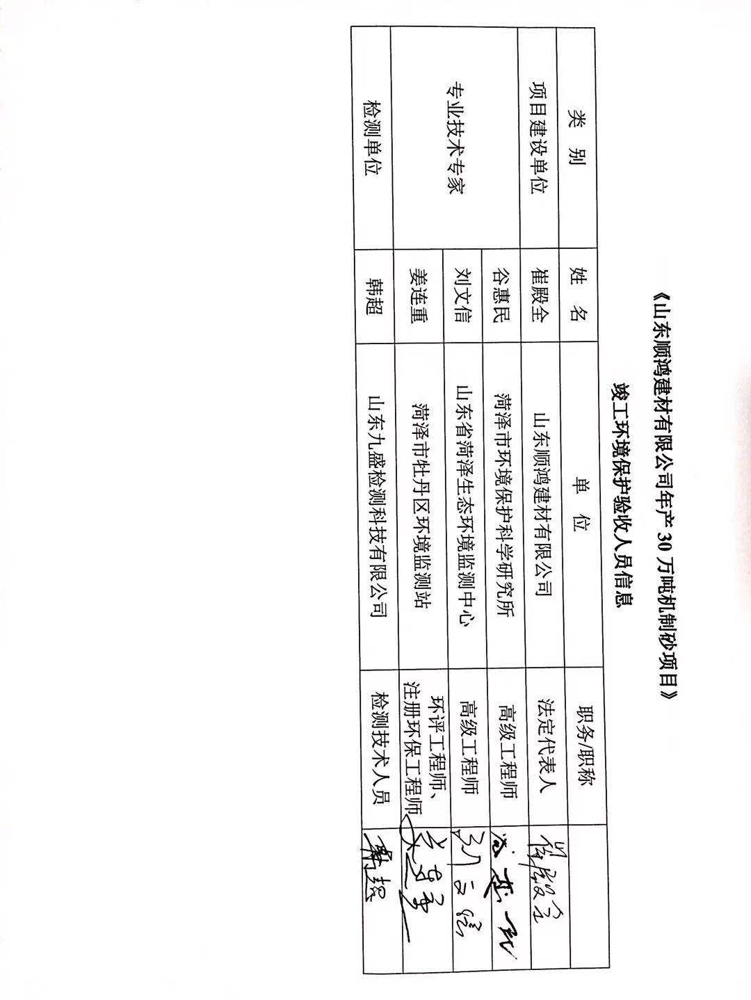 《山东顺鸿建材有限公司年产 30 万吨机制砂项目》
竣工环境保护验收人员信息
类 别 姓 名 单 位 职务/职称
项目建设单位 崔殿全 山东顺鸿建材有限公司 法定代表人 崔殿全
专业技术专家 谷惠民 菏泽市环境保护科学研究所 高级工程师 谷惠民
刘文信 山东省菏泽生态环境监测中心 高级工程师 刘文信
姜连重 菏泽市牡丹区环境监测站 环评工程师、
注册环保工程师 姜连重
检测单位 韩超 山东九盛检测科技有限公司 检测技术人员 韩超